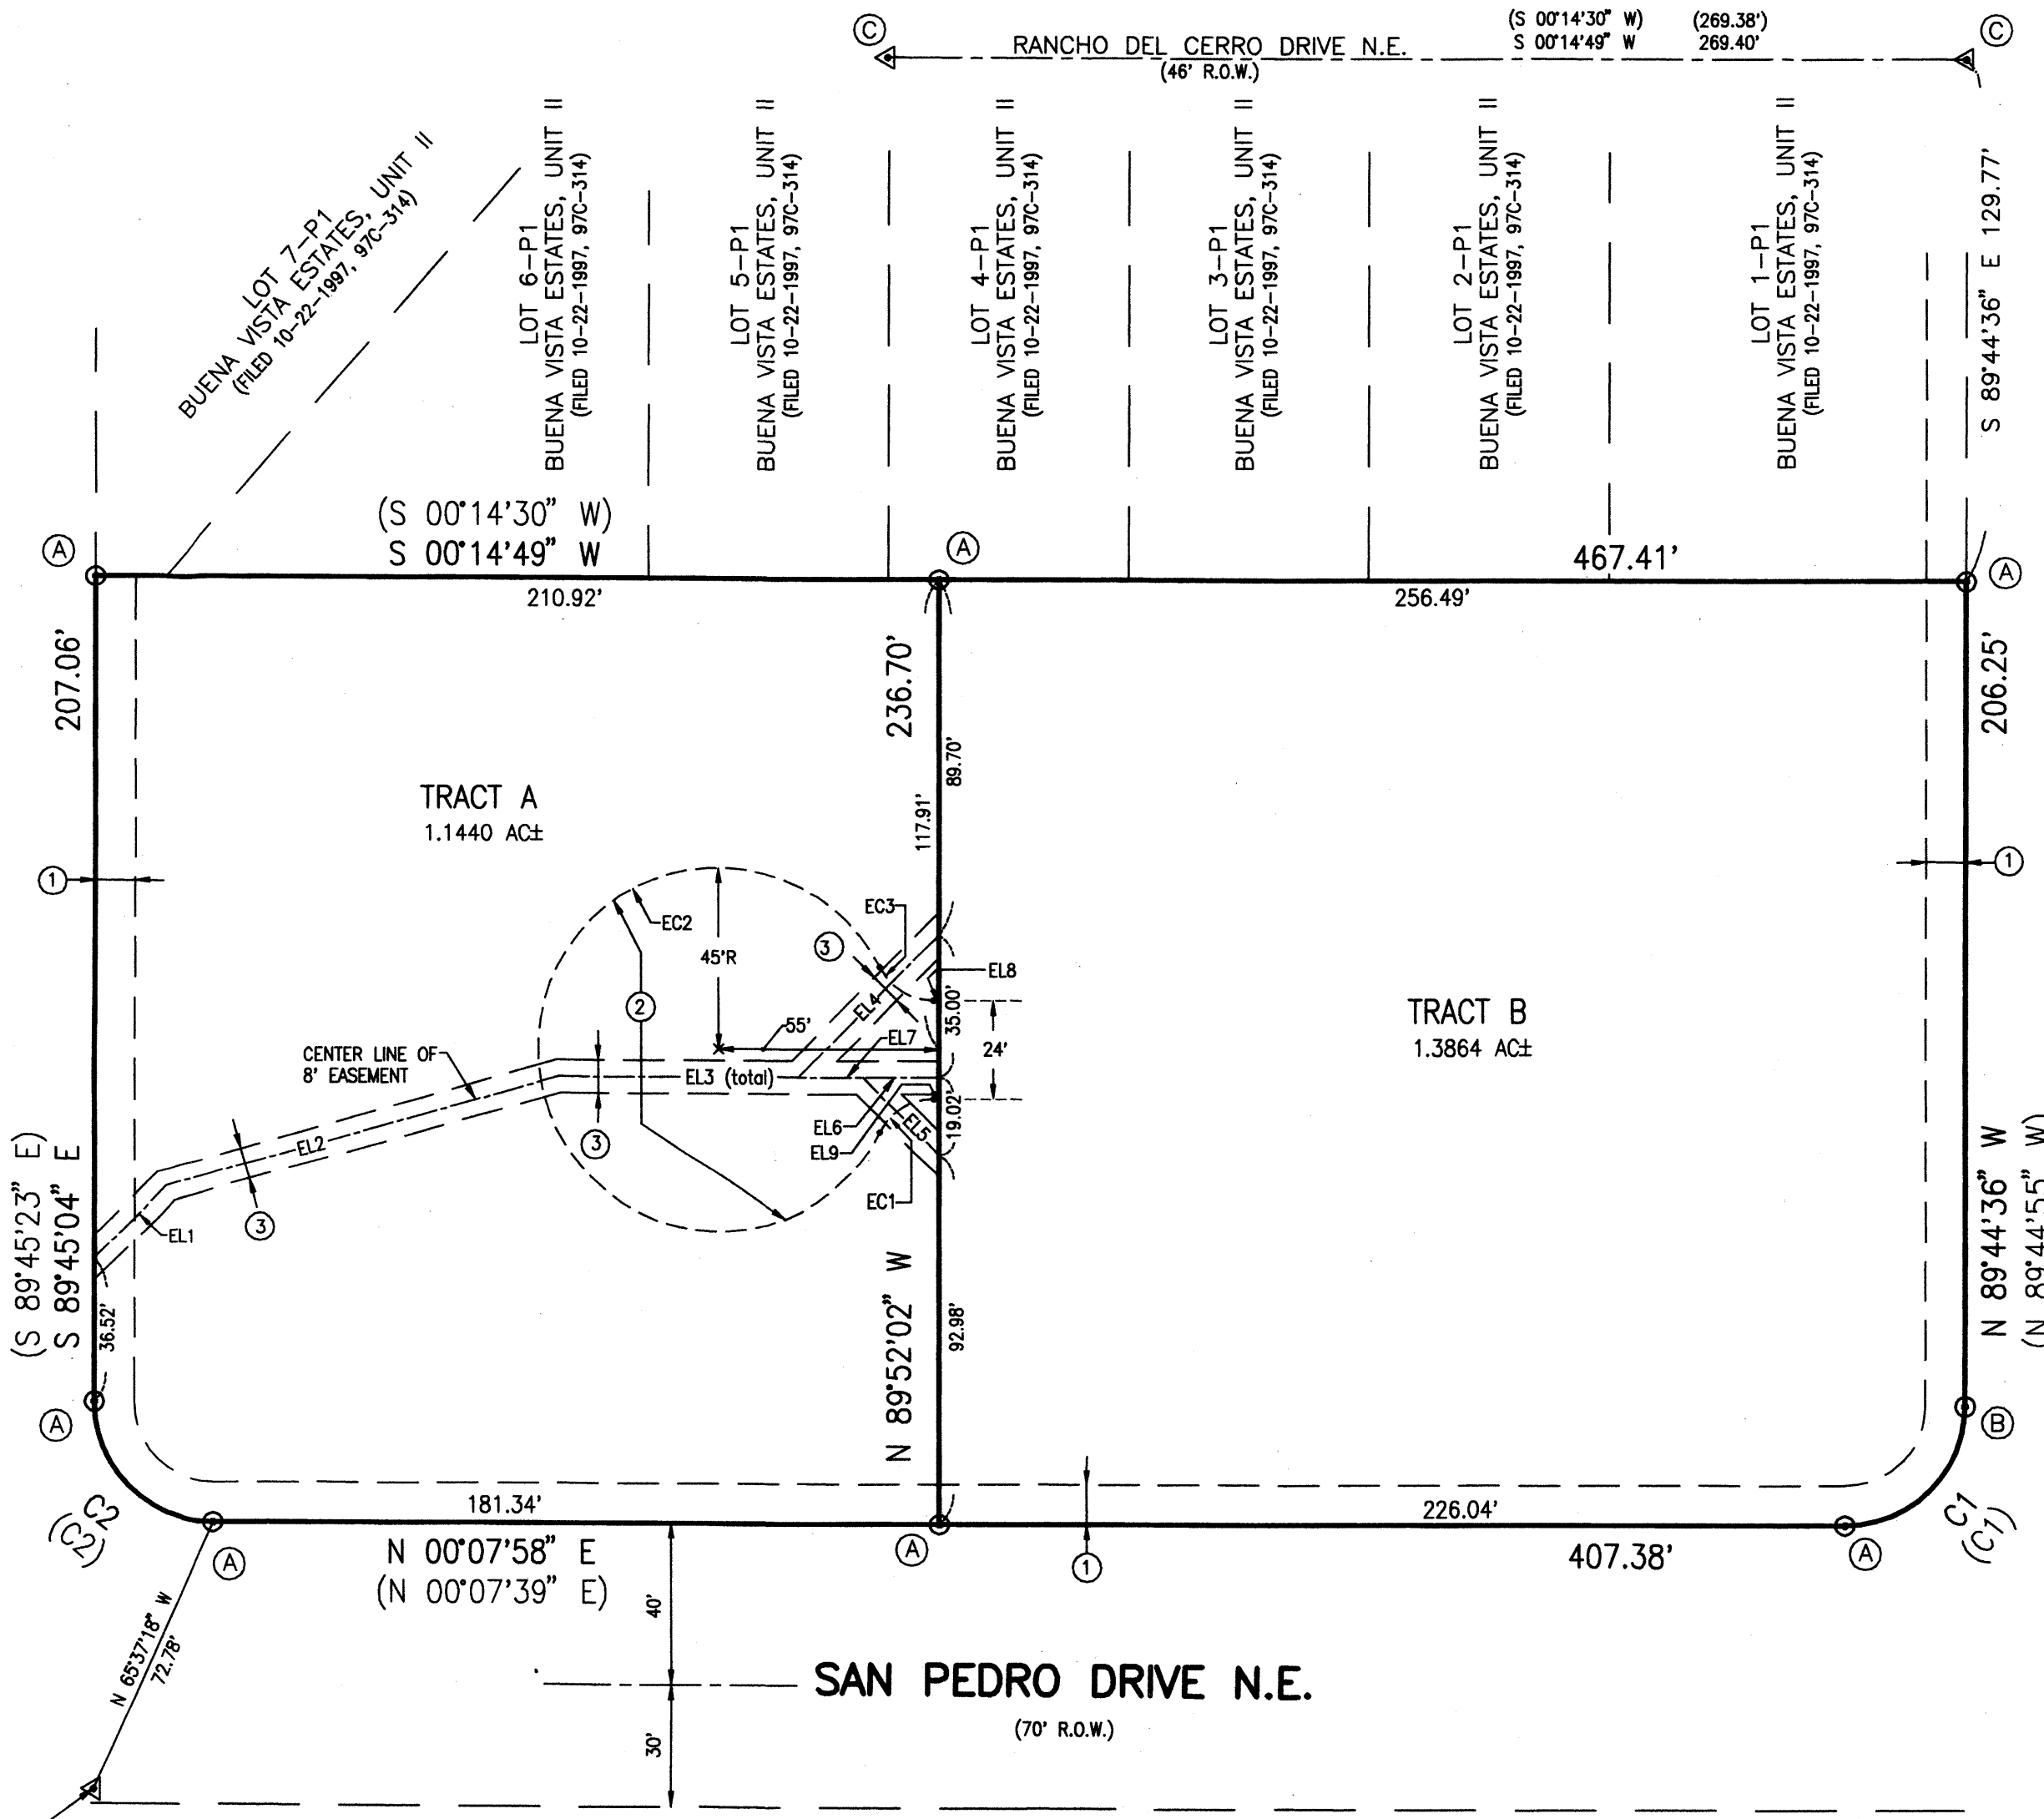 (S 00°14'30" W) (269.38')
S 00°14'49" W 269.40'
C
RANCHO DEL CERRO DRIVE N.E.
(46' R.O.W.)
C
LOT 7-P1
BUENA VISTA ESTATES, UNIT II
(FILED 10-22-1997, 97C-314)
LOT 6-P1
BUENA VISTA ESTATES, UNIT II
(FILED 10-22-1997, 97C-314)
LOT 5-P1
BUENA VISTA ESTATES, UNIT II
(FILED 10-22-1997, 97C-314)
LOT 4-P1
BUENA VISTA ESTATES, UNIT II
(FILED 10-22-1997, 97C-314)
LOT 3-P1
BUENA VISTA ESTATES, UNIT II
(FILED 10-22-1997, 97C-314)
LOT 2-P1
BUENA VISTA ESTATES, UNIT II
(FILED 10-22-1997, 97C-314)
LOT 1-P1
BUENA VISTA ESTATES, UNIT II
(FILED 10-22-1997, 97C-314)
S 89°44'36" E 129.77'
(S 00°14'30" W)
S 00°14'49" W
467.41'
A
A
A
210.92'
256.49'
207.06'
236.70'
206.25'
89.70'
117.91'
TRACT A
1.1440 AC±
1
1
EC2
EC3
3
45'R
EL8
2
EL4
35.00'
55'
24'
EL7
TRACT B
1.3864 AC±
CENTER LINE OF
8' EASEMENT
EL3 (total)
EL2
3
EL6
EL5
19.02'
EL9
EC1
3
EL1
(S 89°45'23" E)
S 89°45'04" E
36.52'
N 89°52'02" W
92.98'
N 89°44'36" W
(N 89°44'55" W)
A
B
C2
(C2)
181.34'
226.04'
C1
(C1)
A
N 00°07'58" E
(N 00°07'39" E)
A
1
407.38'
A
N 65°37'18" W
72.78'
40'
SAN PEDRO DRIVE N.E.
(70' R.O.W.)
30'